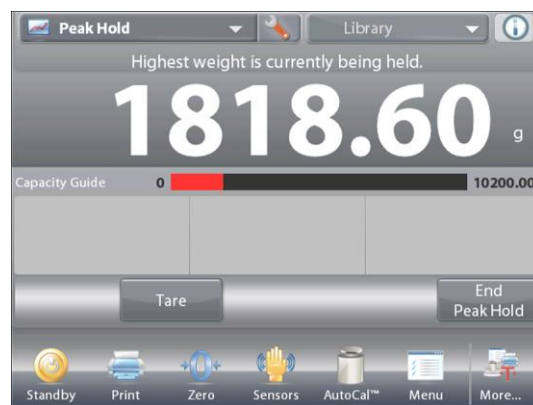 Peak Hold Library
Highest weight is currently being held.
1818.60 g
Capacity Guide 0 10200.00
Tare
End
Peak Hold
Standby Print Zero Sensors AutoCal™ Menu More...